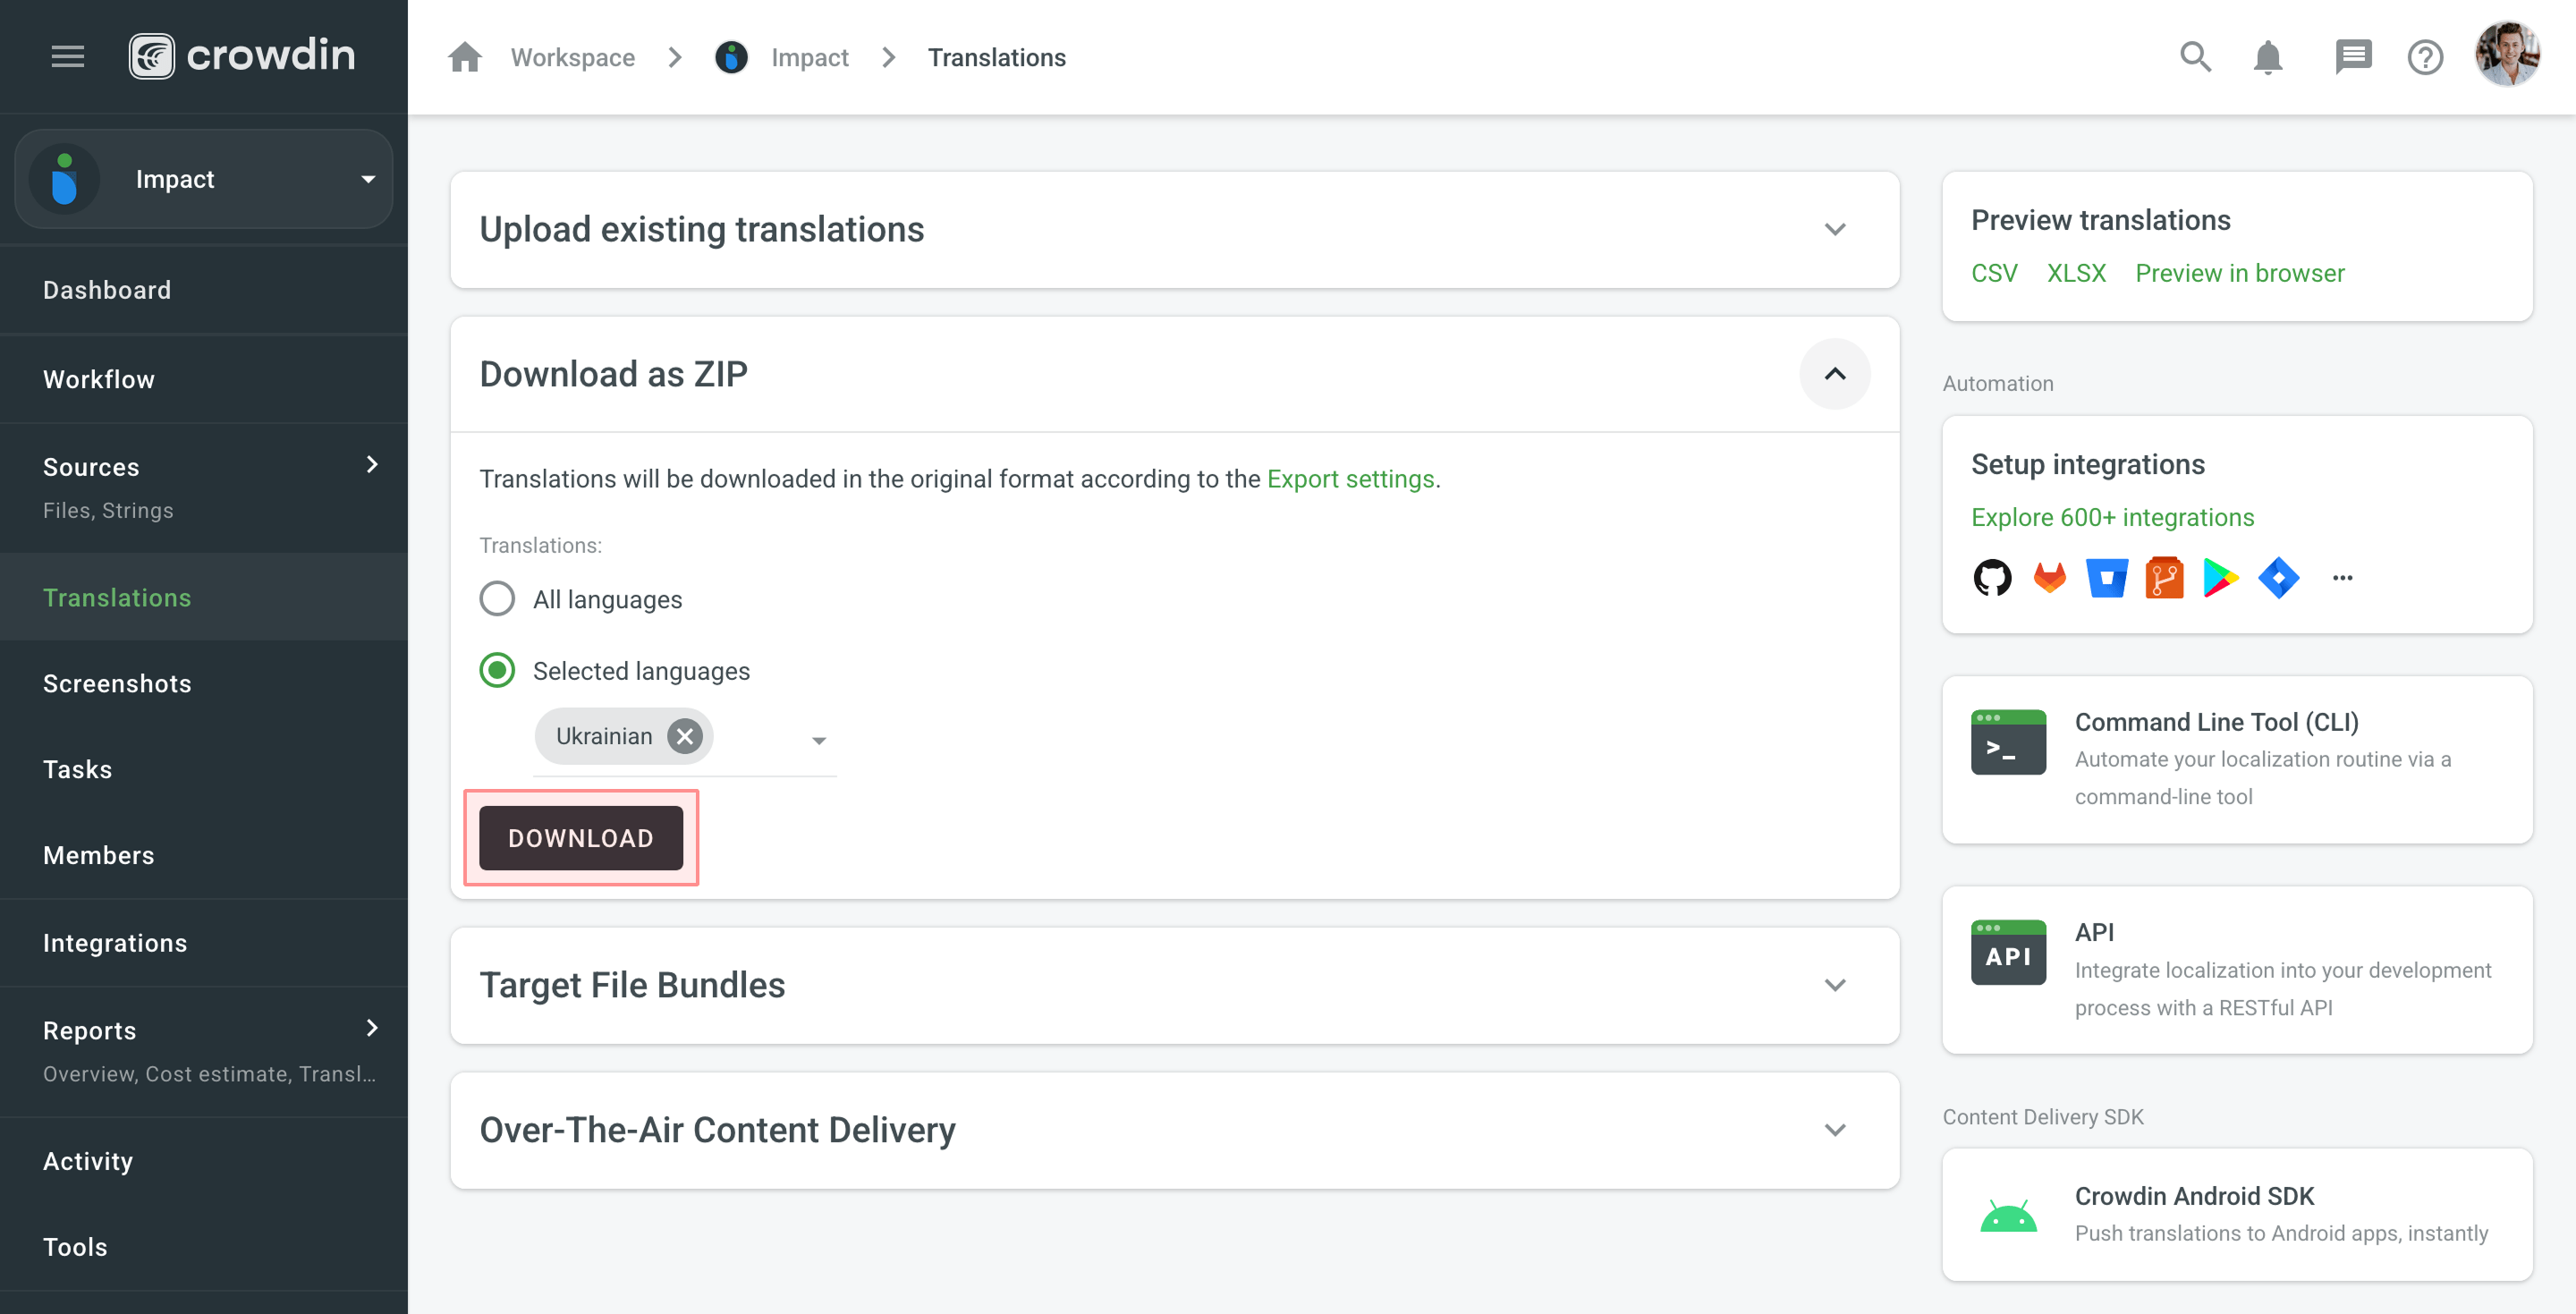 crowdin
Workspace
Impact
Translations
Impact
Dashboard
Workflow
Sources
Files, Strings
Translations
Screenshots
Tasks
Members
Integrations
Reports
Overview, Cost estimate, Transl...
Activity
Tools
Upload existing translations
Download as ZIP
Translations will be downloaded in the original format according to the Export settings.
Translations:
All languages
Selected languages
Ukrainian
DOWNLOAD
Target File Bundles
Over-The-Air Content Delivery
Preview translations
CSV XLSX Preview in browser
Automation
Setup integrations
Explore 600+ integrations
Command Line Tool (CLI)
Automate your localization routine via a
command-line tool
API
API
Integrate localization into your development
process with a RESTful API
Content Delivery SDK
Crowdin Android SDK
Push translations to Android apps, instantly